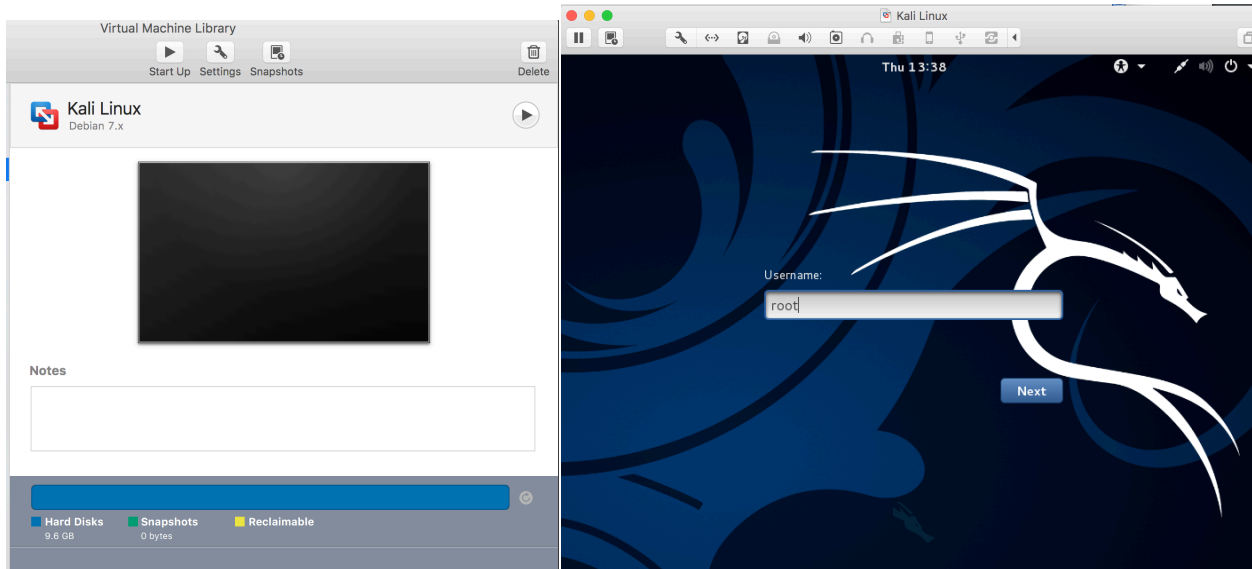 Virtual Machine Library
Start Up Settings Snapshots Delete
Kali Linux
Debian 7.x
Notes
Hard Disks Snapshots Reclaimable
9.6 GB 0 bytes
Kali Linux
Thu 13:38
Username:
root
Next